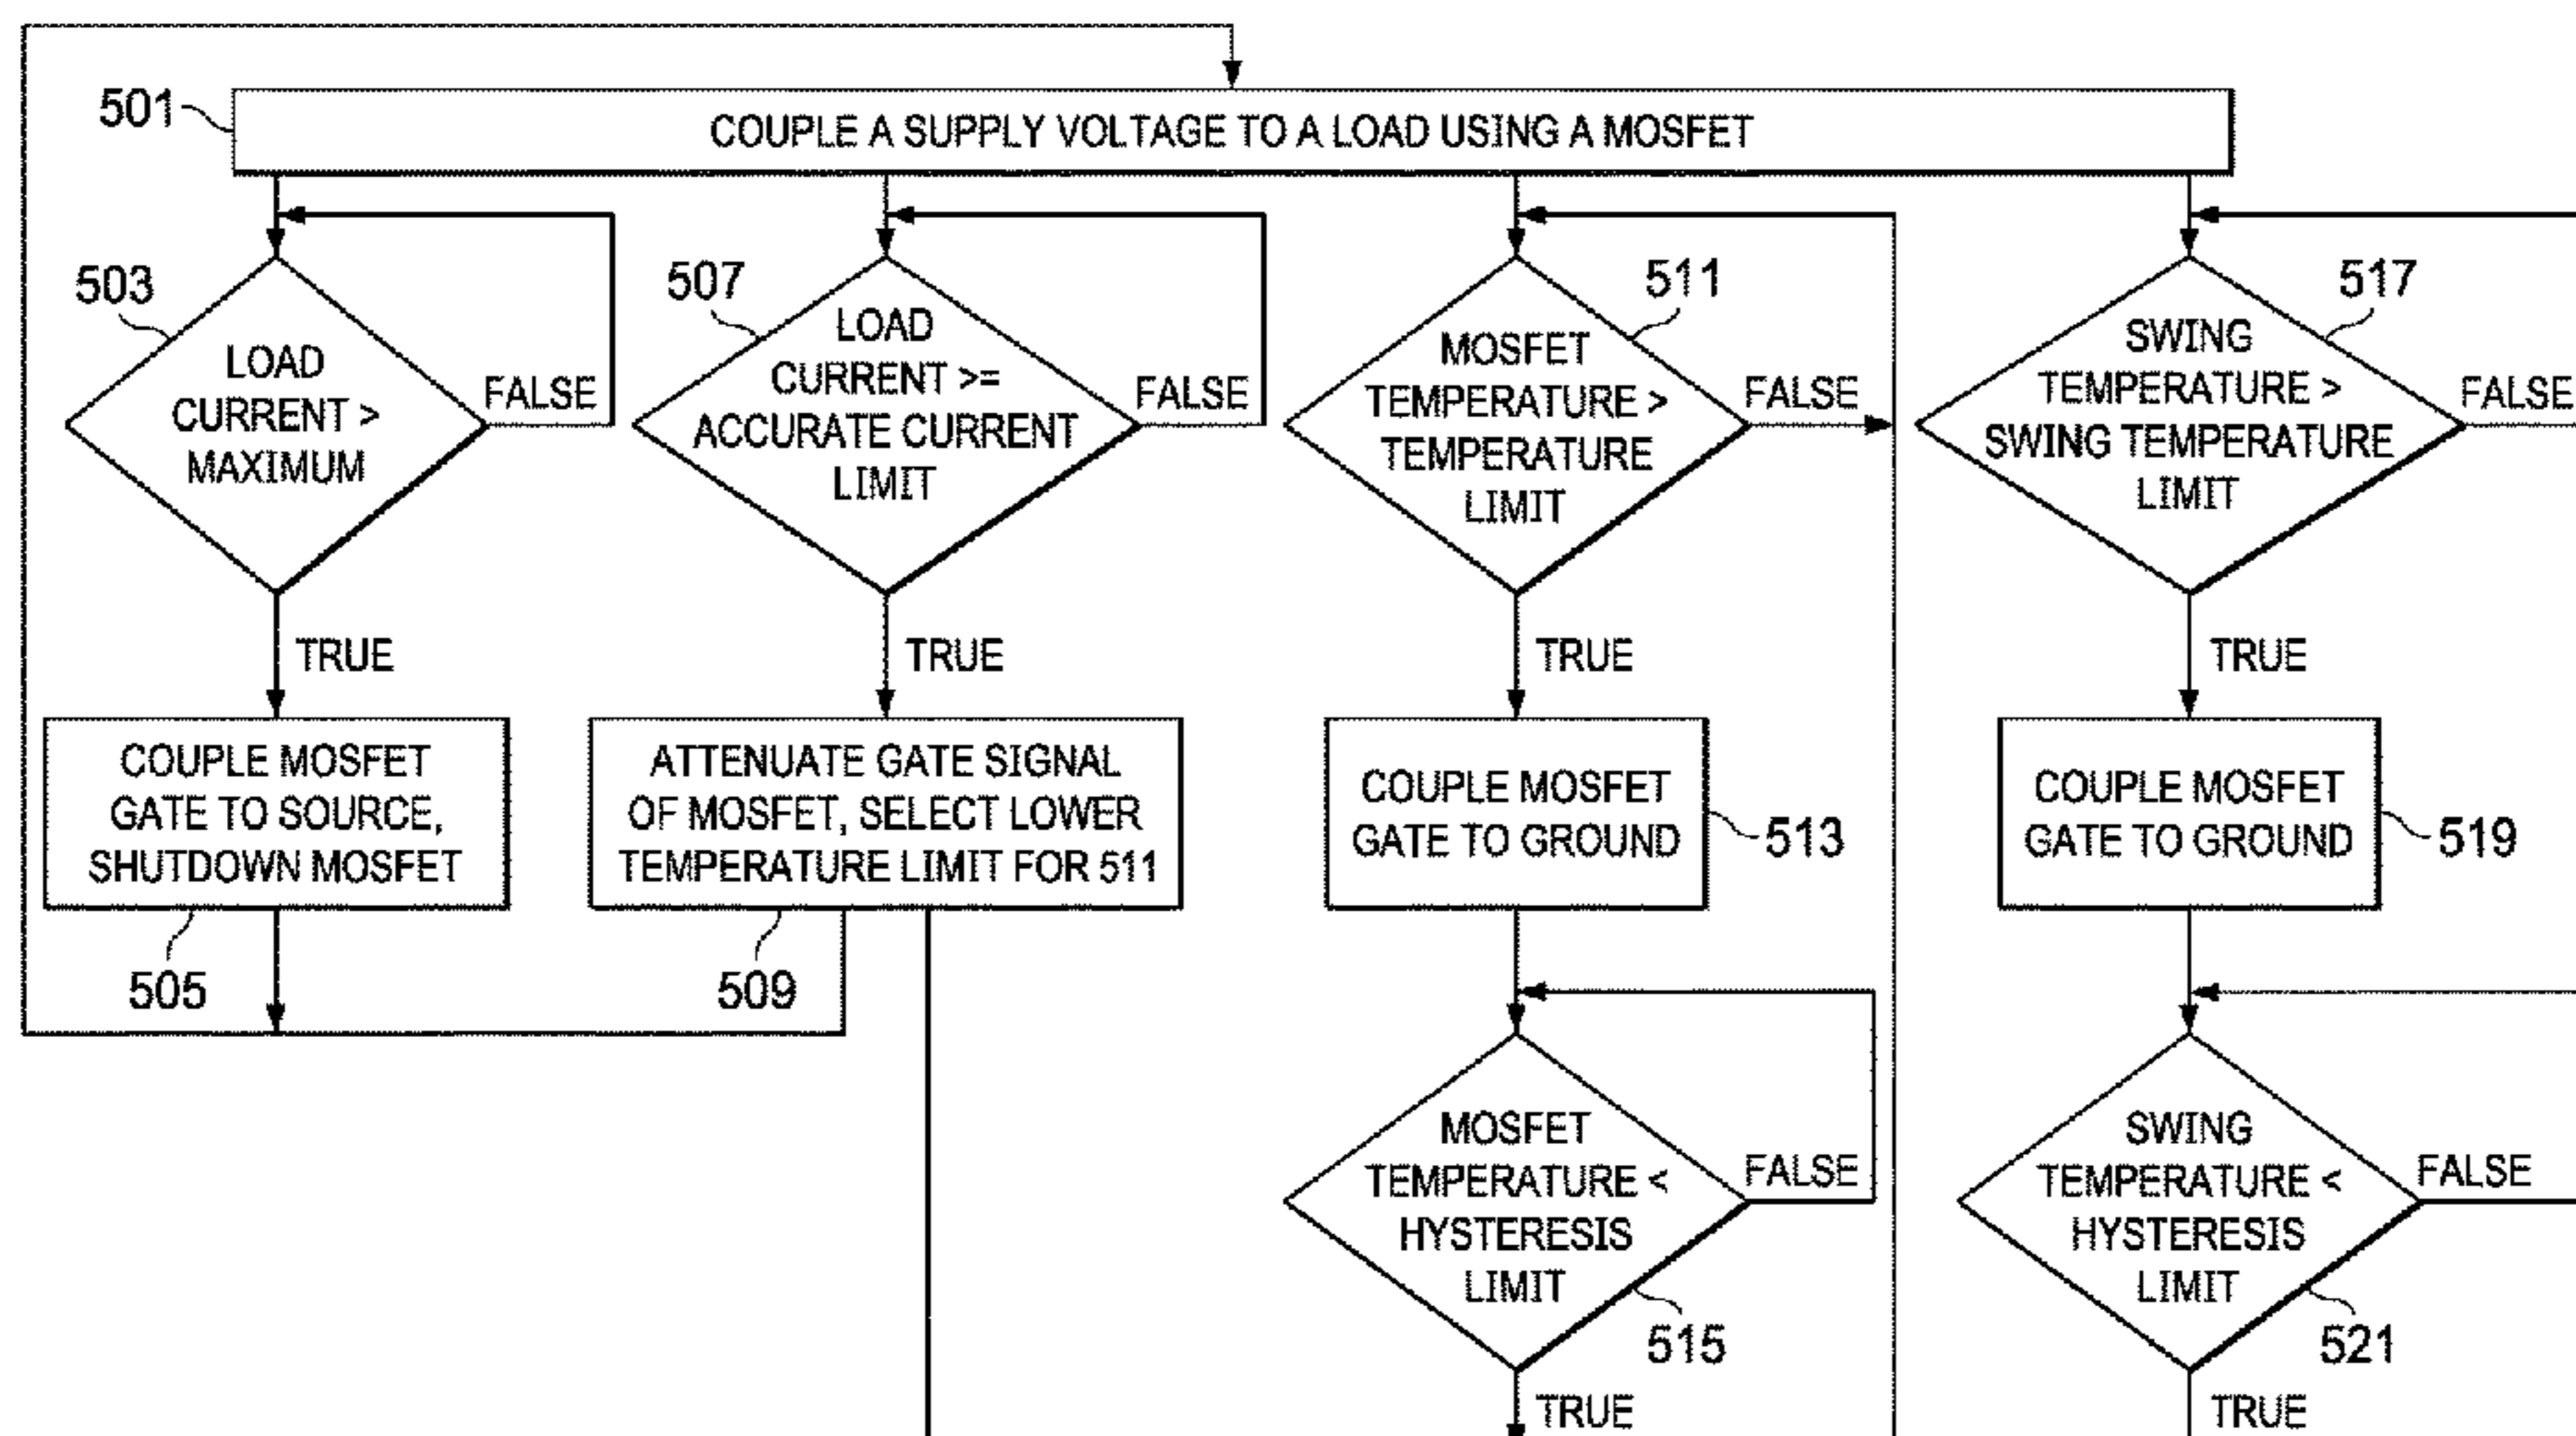 501
COUPLE A SUPPLY VOLTAGE TO A LOAD USING A MOSFET
503
LOAD
CURRENT >
MAXIMUM
FALSE
TRUE
COUPLE MOSFET
GATE TO SOURCE,
SHUTDOWN MOSFET
505
507
LOAD
CURRENT >=
ACCURATE CURRENT
LIMIT
FALSE
TRUE
ATTENUATE GATE SIGNAL
OF MOSFET, SELECT LOWER
TEMPERATURE LIMIT FOR 511
509
511
MOSFET
TEMPERATURE >
TEMPERATURE
LIMIT
FALSE
TRUE
COUPLE MOSFET
GATE TO GROUND
513
MOSFET
TEMPERATURE <
HYSTERESIS
LIMIT
FALSE
515
TRUE
517
SWING
TEMPERATURE >
SWING TEMPERATURE
LIMIT
FALSE
TRUE
COUPLE MOSFET
GATE TO GROUND
519
SWING
TEMPERATURE <
HYSTERESIS
LIMIT
FALSE
521
TRUE